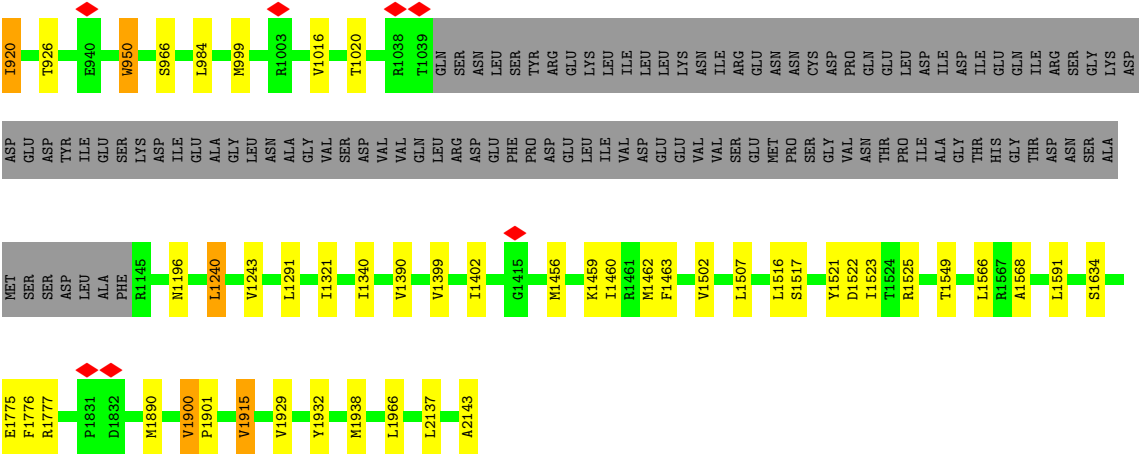 I920 T926 E940 W950 S966 L984 M999 R1003 V1016 T1020 R1038 T1039 GLN SER ASN LEU SER TYR ARG GLU LYS LEU ILE LEU LEU LYS ASN ILE ARG GLU ASN ASN CYS ASP PRO GLN GLU LEU ASP ILE ASP ILE GLU GLN ILE ARG SER GLY LYS ASP
ASP GLU ASP TYR ILE GLU SER LYS ASP ILE GLU ALA GLY LEU ASN ALA GLY VAL SER ASP VAL VAL GLN LEU ARG ASP GLU PHE PRO ASP GLU LEU ILE VAL ASP GLU GLU VAL VAL SER GLU MET PRO SER GLY VAL ASN THR PRO ILE ALA GLY THR HIS GLY THR ASP ASN SER ALA
MET SER SER ASP LEU ALA PHE R1145 N1196 L1240 V1243 L1291 I1321 I1340 V1390 V1399 I1402 G1415 M1456 K1459 I1460 R1461 M1462 F1463 V1502 L1507 L1516 S1517 Y1521 D1522 I1523 T1524 R1525 T1549 L1566 R1567 A1568 L1591 S1634
E1775 F1776 R1777 P1831 D1832 M1890 V1900 P1901 V1915 V1929 Y1932 M1938 L1966 L2137 A2143